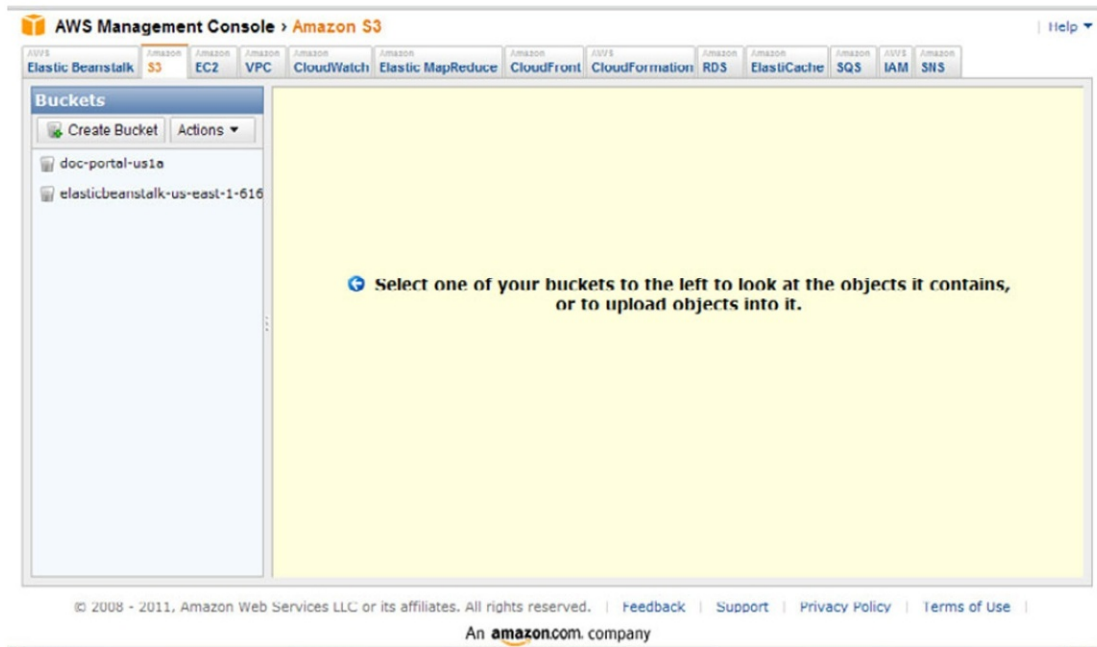 AWS Management Console > Amazon S3
Help
AWS Amazon Amazon Amazon Amazon Amazon Amazon AWS Amazon Amazon Amazon AWS Amazon
Elastic Beanstalk S3 EC2 VPC CloudWatch Elastic MapReduce CloudFront CloudFormation RDS ElastiCache SQS IAM SNS
Buckets
Create Bucket Actions
doc-portal-us1a
elasticbeanstalk-us-east-1-616
Select one of your buckets to the left to look at the objects it contains,
or to upload objects into it.
© 2008 - 2011, Amazon Web Services LLC or its affiliates. All rights reserved. | Feedback | Support | Privacy Policy | Terms of Use |
An amazon.com. company